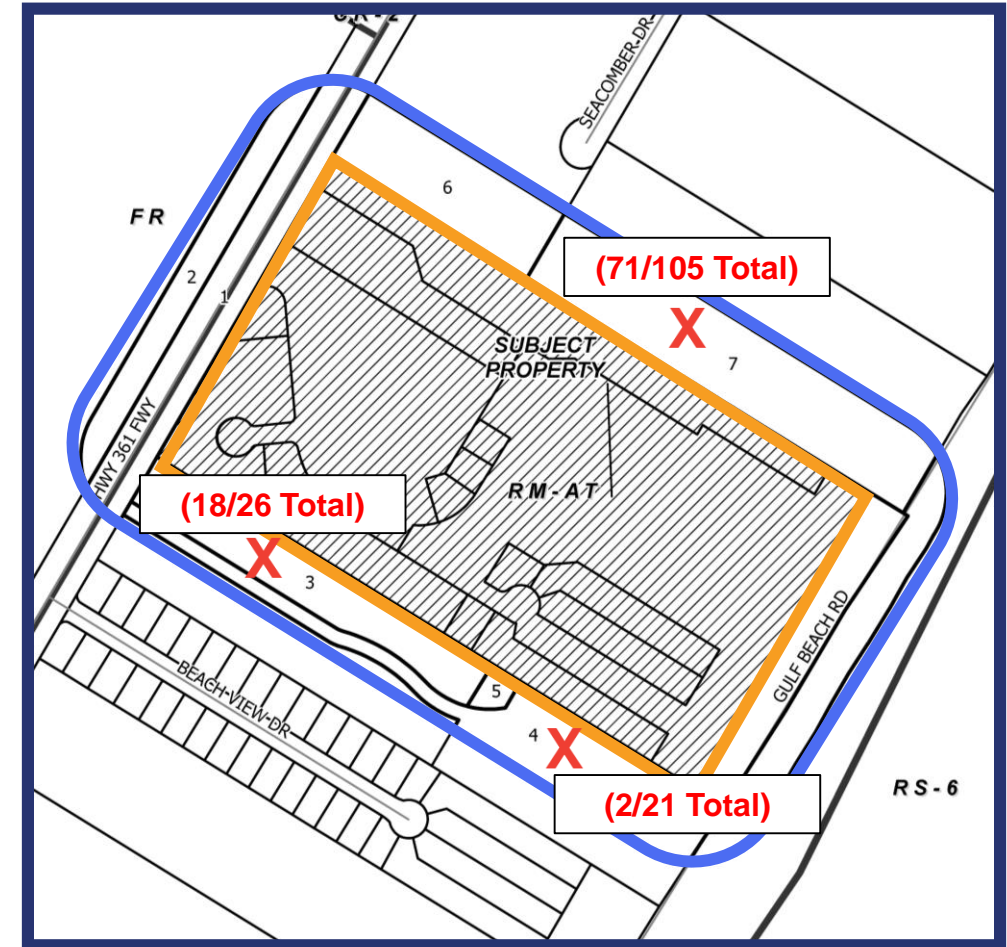 SEACOMBER-DR-
6
FR
(71/105 Total)
2
1
X
SUBJECT
PROPERTY
7
HWY 361 FWY
RM-AT
(18/26 Total)
X
3
GULF BEACH RD
5
BEACH-VIEW-DR
4
X
RS-6
(2/21 Total)